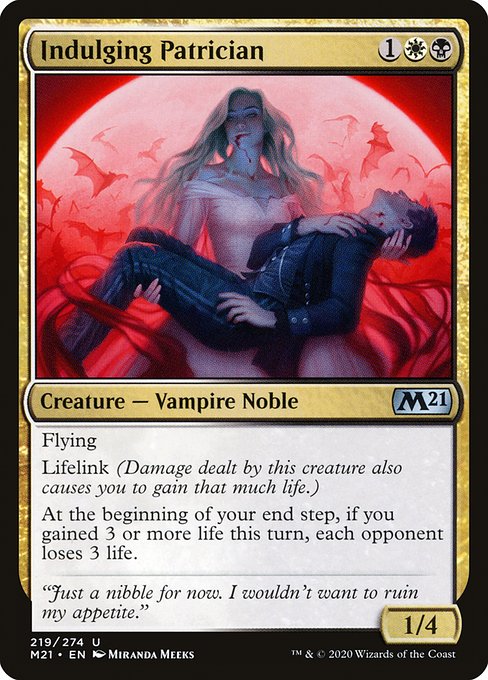 Indulging Patrician 1
Creature — Vampire Noble M21
Flying
Lifelink (Damage dealt by this creature also
causes you to gain that much life.)
At the beginning of your end step, if you
gained 3 or more life this turn, each opponent
loses 3 life.
“Just a nibble for now. I wouldn’t want to ruin
my appetite.”
1/4
219/274 U
M21 • EN Miranda Meeks ™ & © 2020 Wizards of the Coast